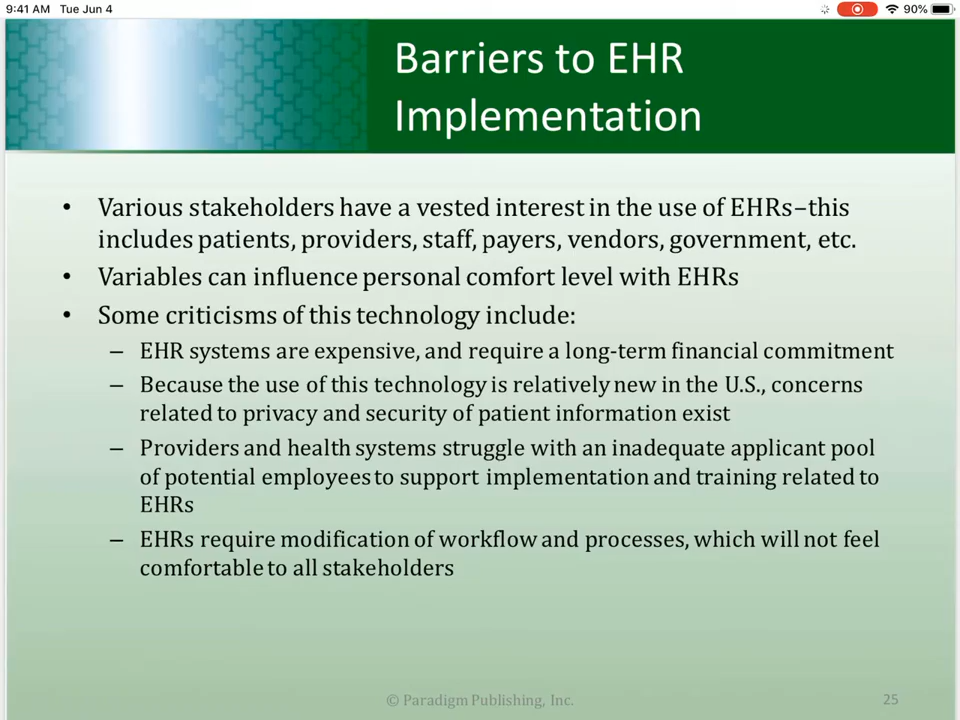 9:41 AM Tue Jun 4
90%
Barriers to EHR
Implementation
• Various stakeholders have a vested interest in the use of EHRs–this
includes patients, providers, staff, payers, vendors, government, etc.
• Variables can influence personal comfort level with EHRs
• Some criticisms of this technology include:
– EHR systems are expensive, and require a long-term financial commitment
– Because the use of this technology is relatively new in the U.S., concerns
related to privacy and security of patient information exist
– Providers and health systems struggle with an inadequate applicant pool
of potential employees to support implementation and training related to
EHRs
– EHRs require modification of workflow and processes, which will not feel
comfortable to all stakeholders
© Paradigm Publishing, Inc.
25